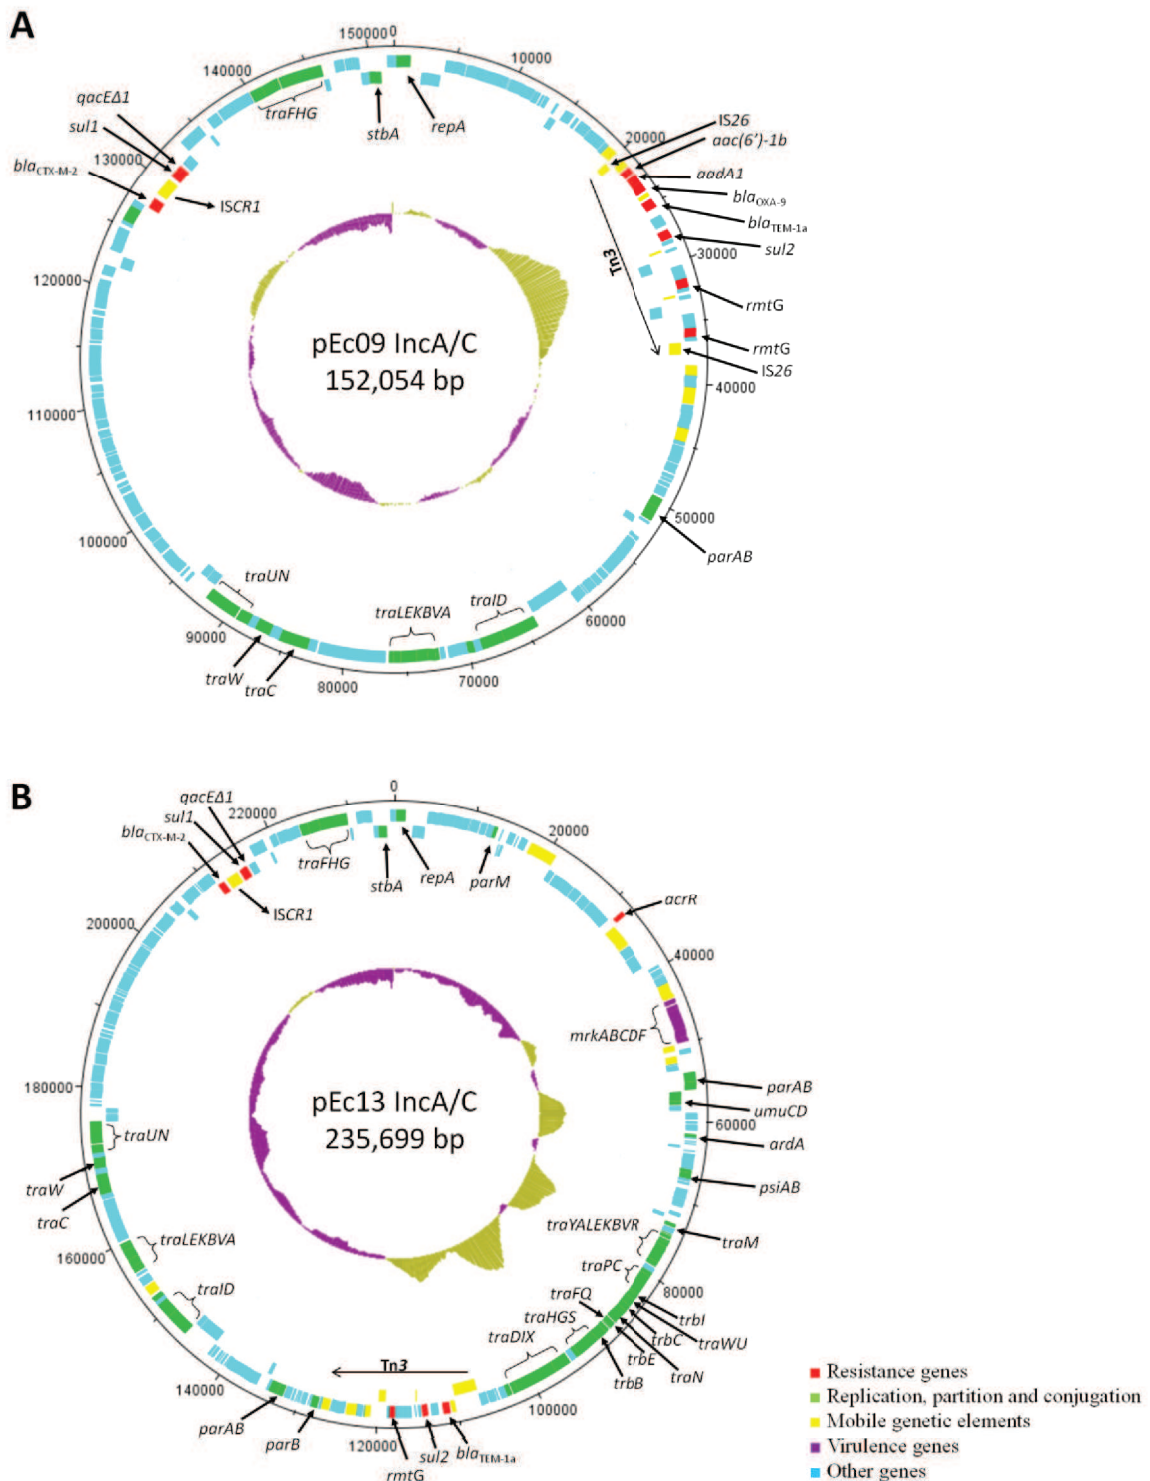 A
1500000
0
10000
140000
qacEΔ1
sul1
traFHG
stbA
repA
IS26
20000
aac(6')-1b
130000
blaCTX-M-2
aadA1
blaOXA-9
ISCR1
blaTEM-1a
sul2
30000
Tn3
120000
rmtG
pEc09 IncA/C
152,054 bp
rmtG
IS26
40000
110000
50000
100000
parAB
traUN
traLEKBVA
traID
60000
90000
traW
traC
80000
70000
B
0
qacEΔ1
220000
sul1
blaCTX-M-2
20000
traFHG
stbA
repA
parM
acrR
ISCR1
200000
40000
mrkABCDF
pEc13 IncA/C
235,699 bp
180000
parAB
umuCD
60000
ardA
traUN
psiAB
traW
traC
traYALEKBVR
traM
traLEKBVA
160000
traPC
80000
traID
traFQ
trbI
traHGS
trbC
traWU
traDIX
trbE
traN
trbB
Tn3
140000
100000
parAB
parB
120000
sul2
blaTEM-1a
rmtG
Resistance genes
Replication, partition and conjugation
Mobile genetic elements
Virulence genes
Other genes